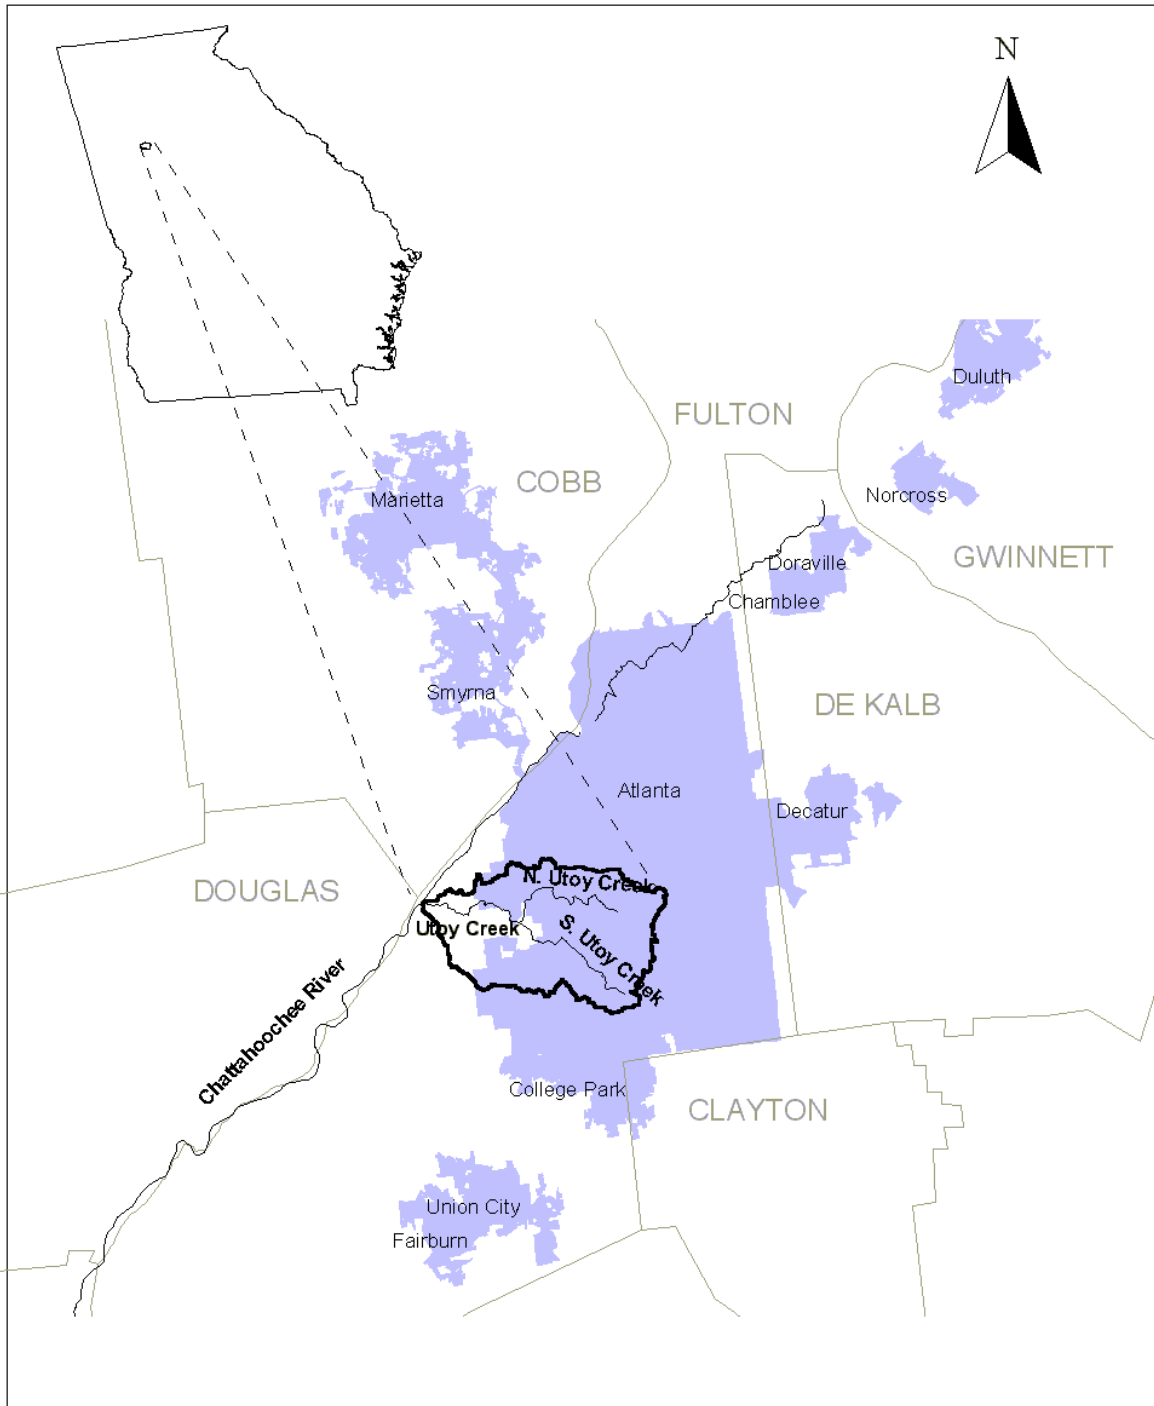 N
Duluth
FULTON
COBB
Marietta
Norcross
GWINNETT
Doraville
Chamblee
Smyrna
DE KALB
Atlanta
Decatur
DOUGLAS
N. Utoy Creek
Utoy Creek
S. Utoy Creek
Chattahoochee River
College Park
CLAYTON
Union City
Fairburn